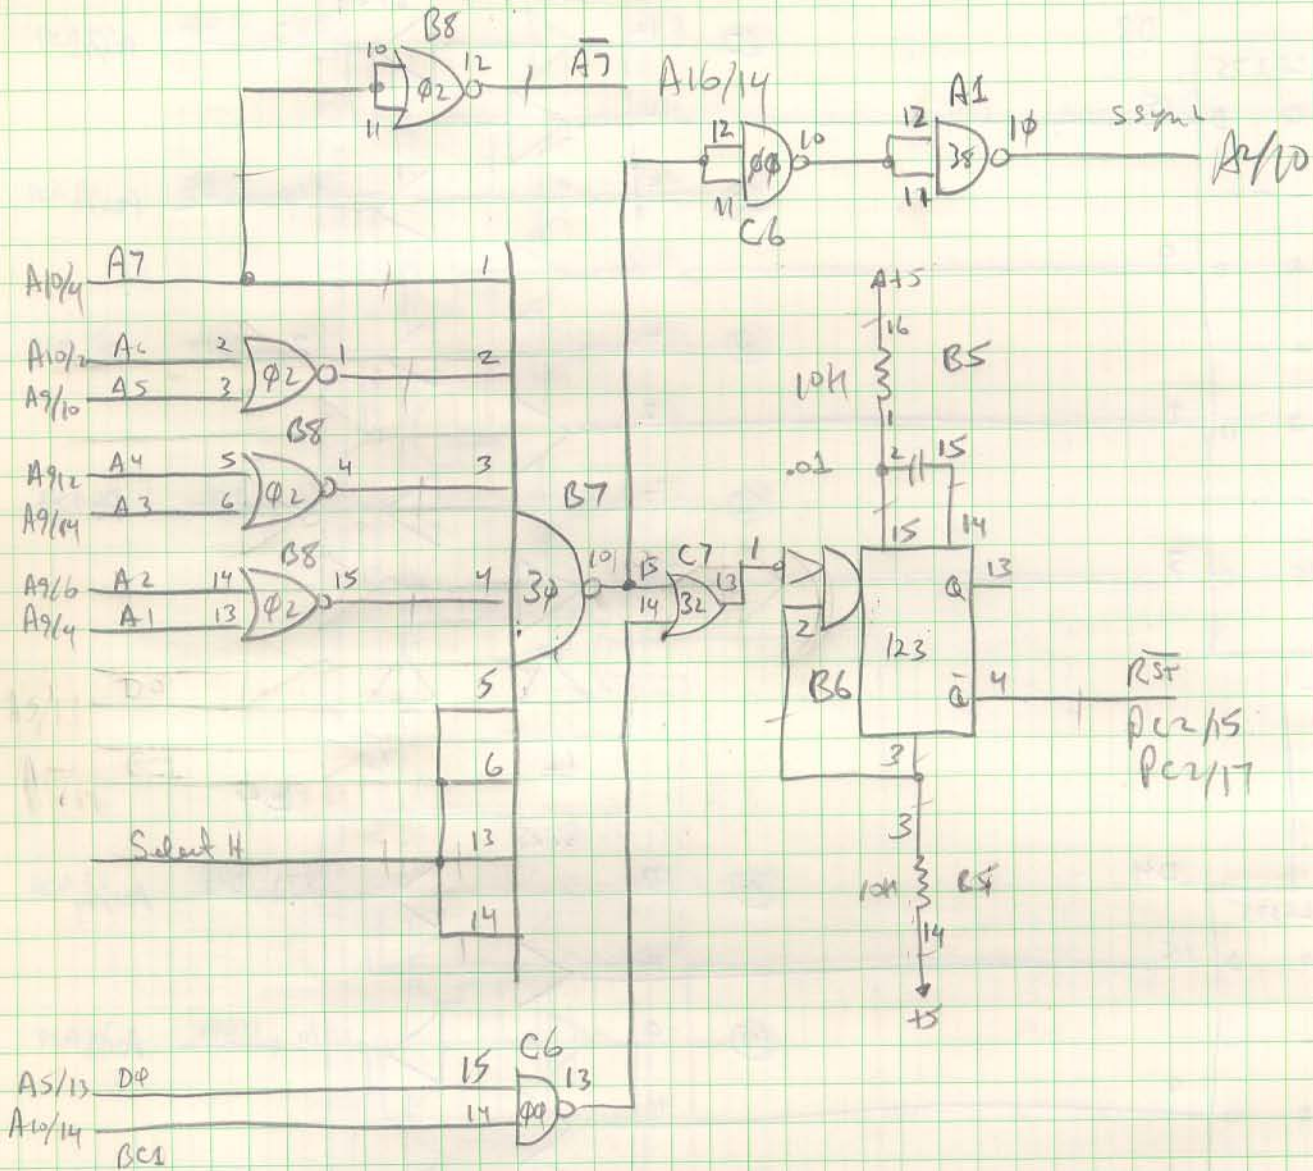 B8
10
12
A7
φ2
11
A16/14
A1
12
10
12
1φ
φφ
38
11
11
C6
A2/10
A10/4 A7
1
A+5
16
A10/2
2
1
2
B5
φ2
A9/10 A5 3
10K
1
B8
A4 5 4 3
φ2
A9/14 A3 6
.01
2
15
B7
B8
15
14
A9/6 A2 14 15 4
φ2
3φ
10
15
C7
13
1
13
Q
A9/4 A1 13
14
32
2
123
5
B6
Q
4
RST
PC2/15
PC2/17
6
3
Select H
13
3
10K
14
14
+5
C6
A5/13 Dφ
15
13
φφ
A10/14
14
BC1